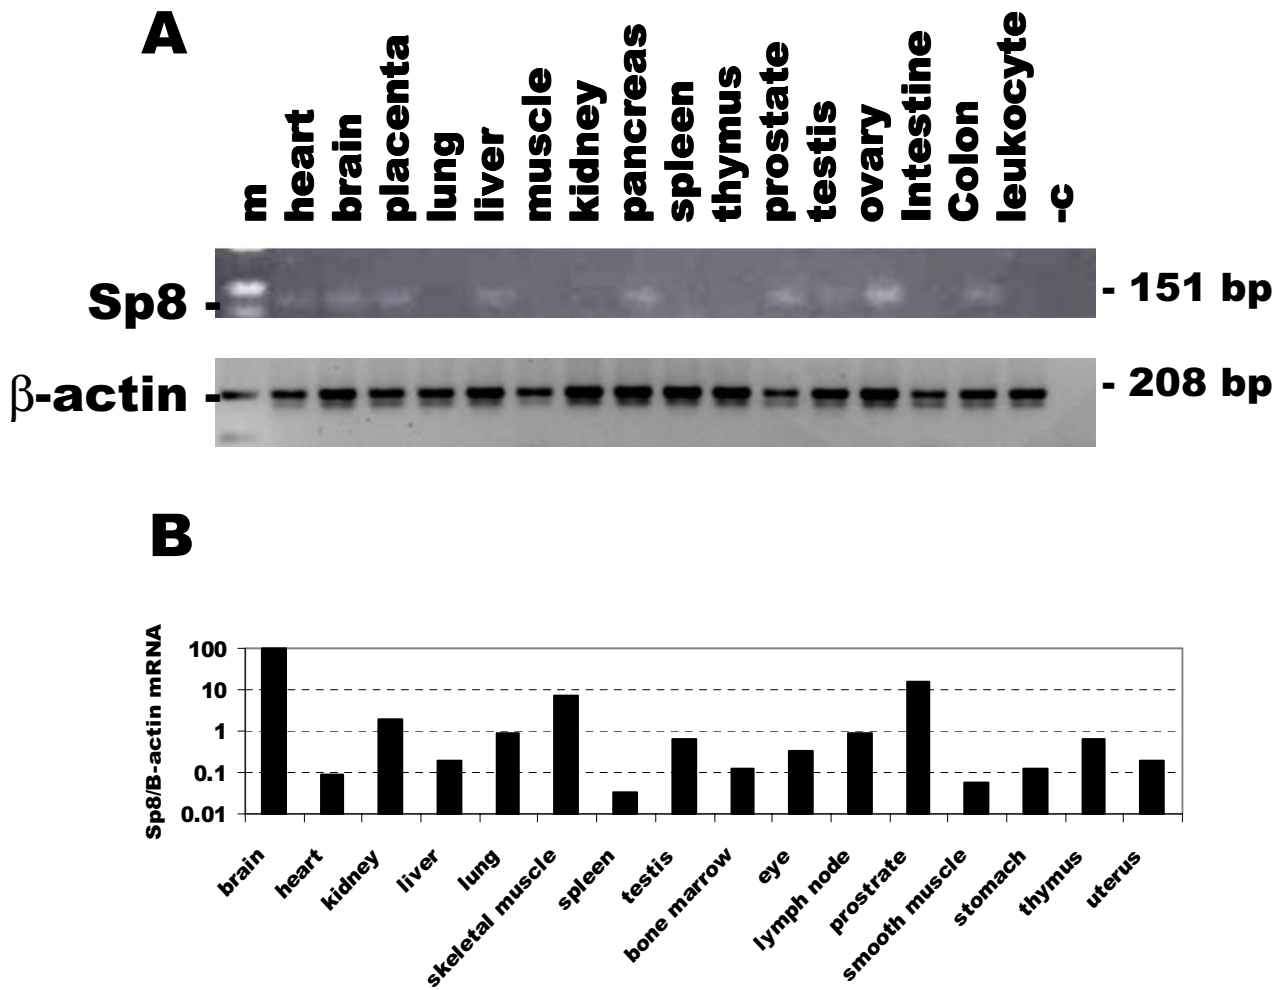 A
m
heart
brain
placenta
lung
liver
muscle
kidney
pancreas
spleen
thymus
prostate
testis
ovary
Intestine
Colon
leukocyte
-c
Sp8 -
- 151 bp
β-actin -
- 208 bp
B
Sp8/B-actin mRNA
100
10
1
0.1
0.01
brain
heart
kidney
liver
lung
skeletal muscle
spleen
testis
bone marrow
eye
lymph node
prostrate
smooth muscle
stomach
thymus
uterus